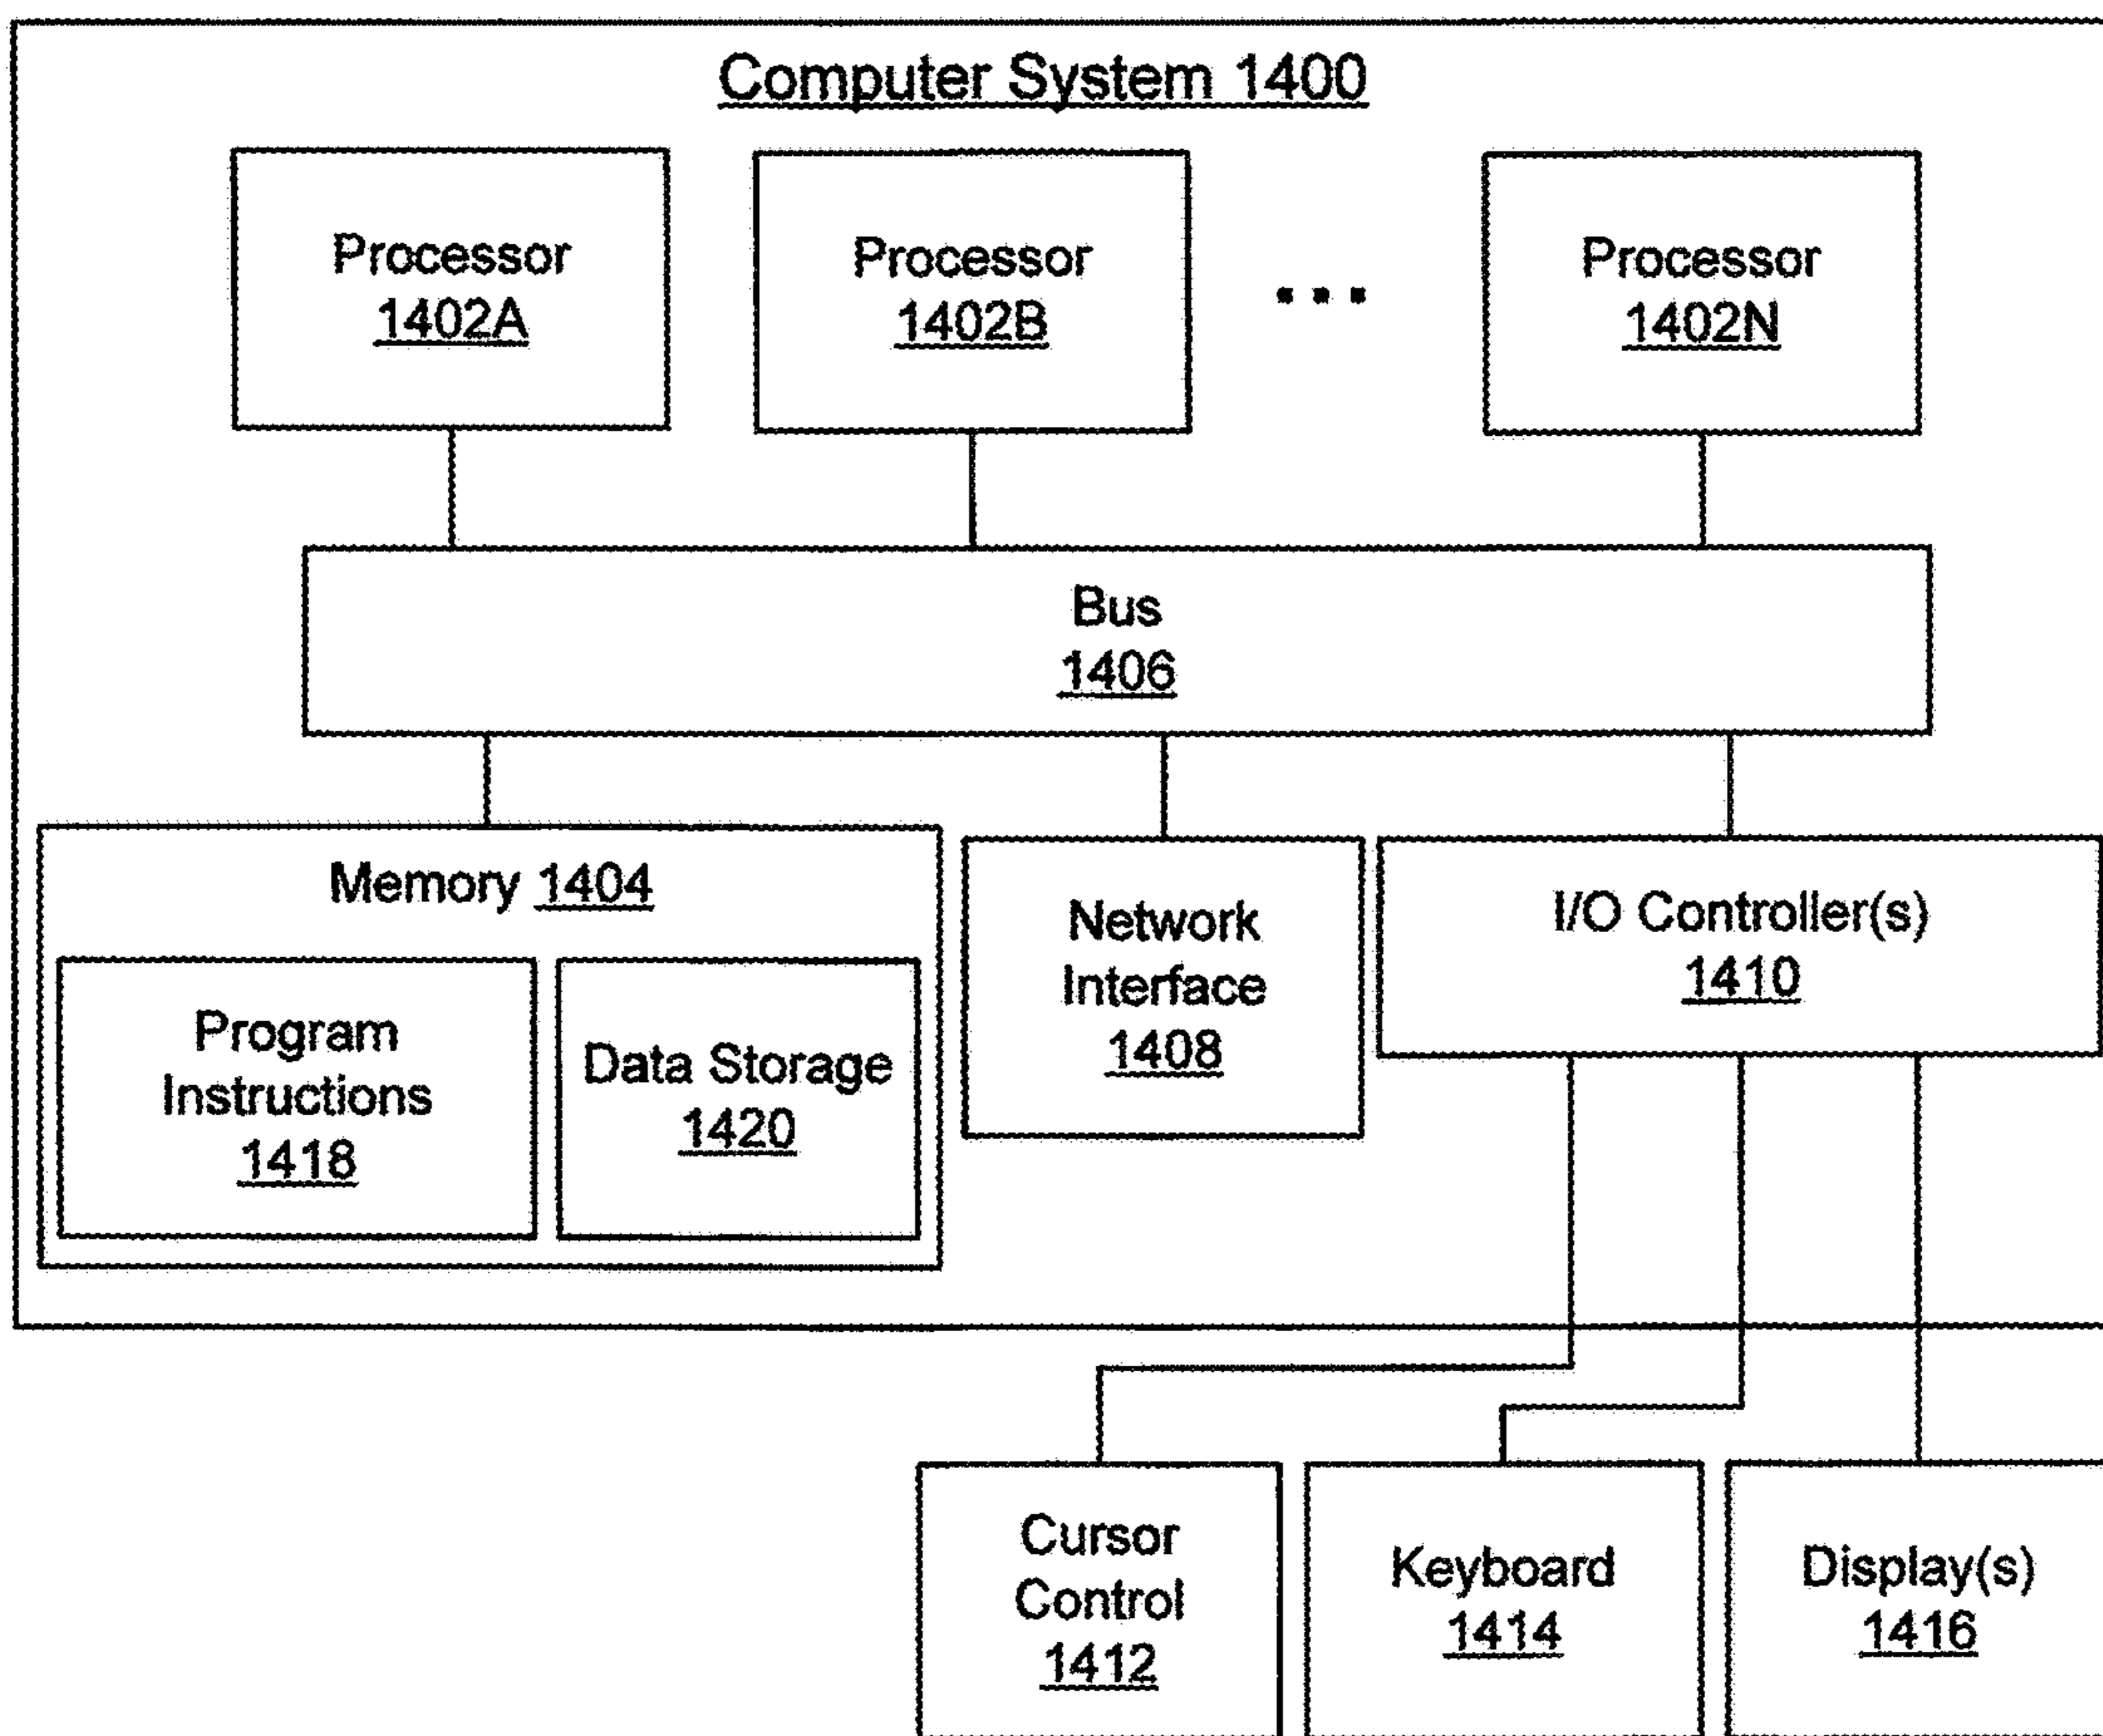 Computer System 1400
Processor
1402A
Processor
1402B
...
Processor
1402N
Bus
1406
Memory 1404
Program
Instructions
1418
Data Storage
1420
Network
Interface
1408
I/O Controller(s)
1410
Cursor
Control
1412
Keyboard
1414
Display(s)
1416